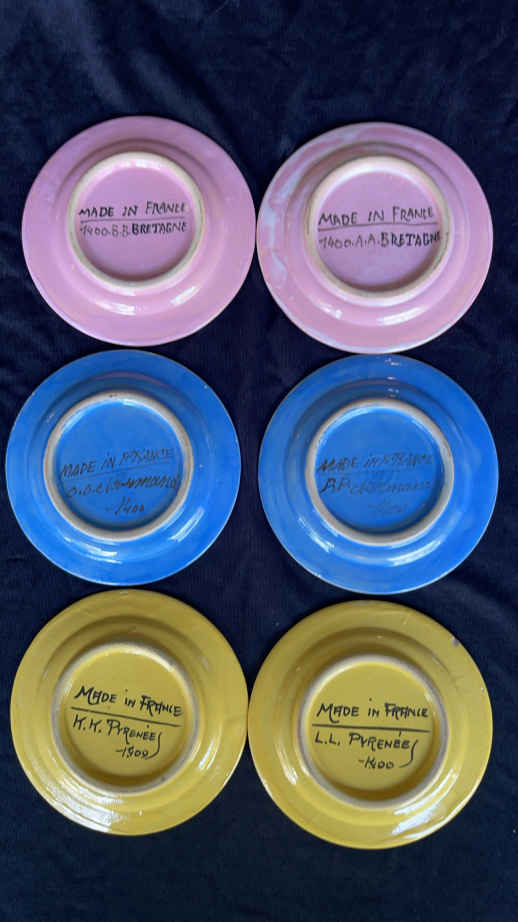 MADE IN FRANCE
1400.B.B.BRETAGNE
MADE IN FRANCE
-1400.A.A.BRETAGNE
MADE in FRANCE
-1400
MADE in FRANCE
MADE in FRANCE
K.K. PYRENÉES
MADE in FRANCE
L.L. PYRENÉES
-1400